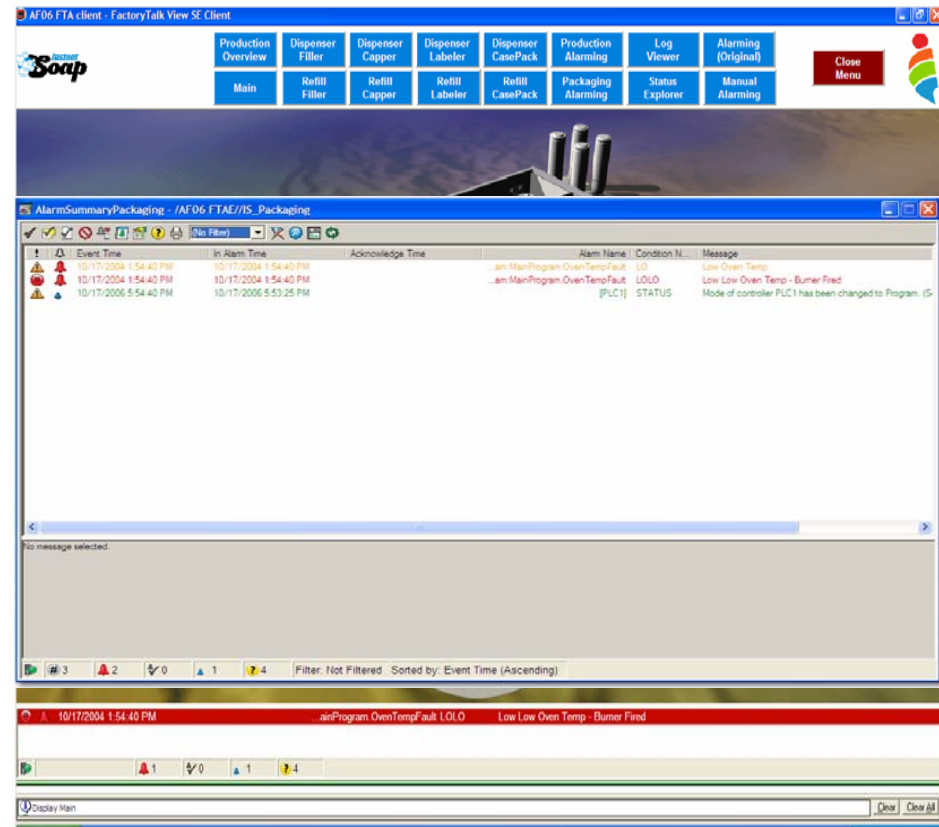 AF06 FTA client - FactoryTalk View SE Client
instant Soap
Production Overview Dispenser Filler Dispenser Capper Dispenser Labeler Dispenser CasePack Production Alarming Log Viewer Alarming (Original)
Close Menu
Main Refill Filler Refill Capper Refill Labeler Refill CasePack Packaging Alarming Status Explorer Manual Alarming
AlarmSummaryPackaging - /AF06 FTAE//IS_Packaging
(No Filter)
! Event Time In Alarm Time Acknowledge Time Alarm Name Condition N... Message
10/17/2004 1:54:40 PM 10/17/2004 1:54:40 PM ...am:MainProgram.OvenTempFault LO Low Oven Temp
10/17/2004 1:54:40 PM 10/17/2004 1:54:40 PM ...am:MainProgram.OvenTempFault LOLO Low Low Oven Temp - Burner Fired
10/17/2006 5:54:40 PM 10/17/2006 5:53:25 PM [PLC1] STATUS Mode of controller PLC1 has been changed to Program. (S
No message selected.
# 3 2 0 1 ? 4 Filter: Not Filtered Sorted by: Event Time (Ascending)
10/17/2004 1:54:40 PM ...ainProgram.OvenTempFault LOLO Low Low Oven Temp - Burner Fired
1 0 1 ? 4
Display Main Clear Clear All